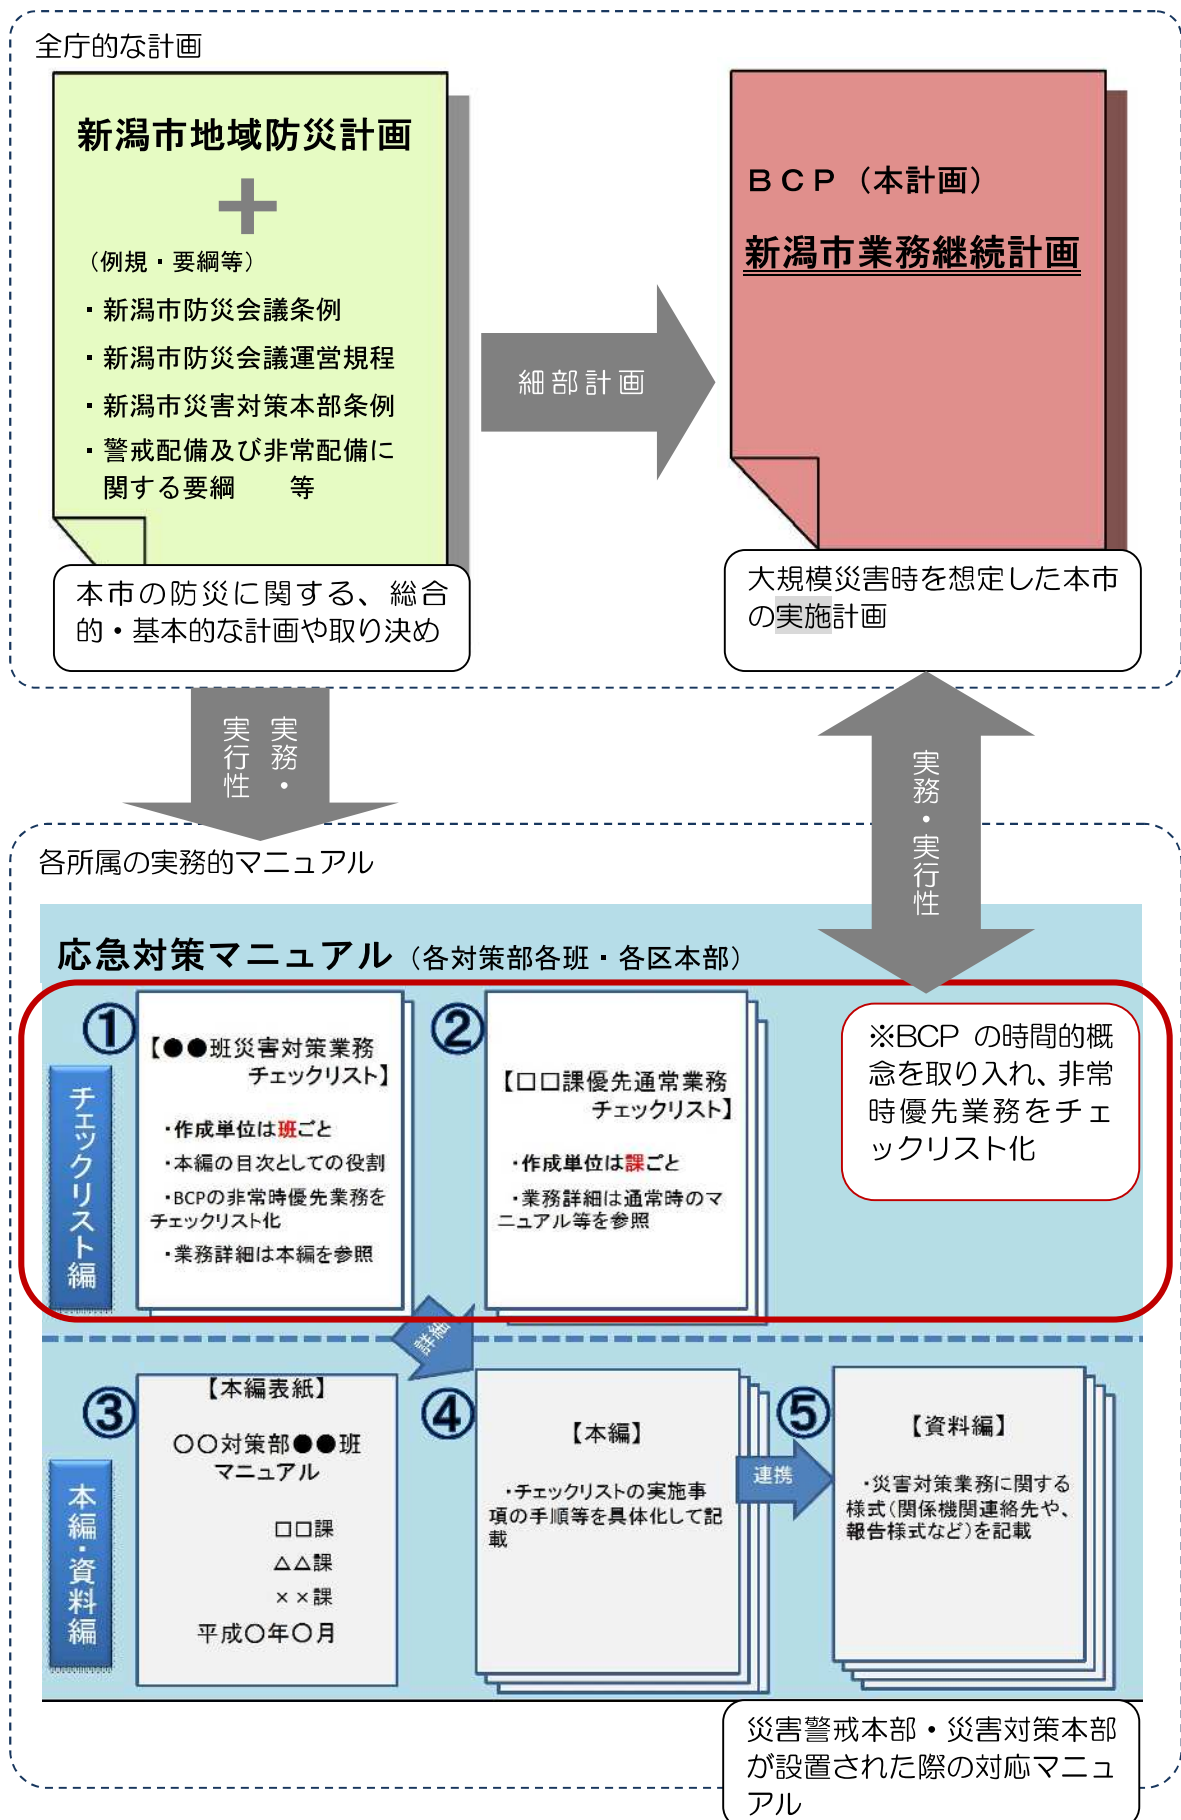 全庁的な計画
新潟市地域防災計画
＋
（例規・要綱等）
・新潟市防災会議条例
・新潟市防災会議運営規程
・新潟市災害対策本部条例
・警戒配備及び非常配備に
関する要綱　　等
本市の防災に関する、総合
的・基本的な計画や取り決め
細部計画
ＢＣＰ（本計画）
新潟市業務継続計画
大規模災害時を想定した本市
の実施計画
実務・
実行性
実務・実行性
各所属の実務的マニュアル
応急対策マニュアル（各対策部各班・各区本部）
チェックリスト編
①
【●●班災害対策業務
チェックリスト】
・作成単位は班ごと
・本編の目次としての役割
・BCPの非常時優先業務を
チェックリスト化
・業務詳細は本編を参照
②
【□□課優先通常業務
チェックリスト】
・作成単位は課ごと
・業務詳細は通常時のマ
ニュアル等を参照
※BCP の時間的概
念を取り入れ、非常
時優先業務をチェ
ックリスト化
詳細
本編・資料編
③
【本編表紙】
〇〇対策部●●班
マニュアル
□□課
△△課
××課
平成〇年〇月
④
【本編】
・チェックリストの実施事
項の手順等を具体化して記
載
連携
⑤
【資料編】
・災害対策業務に関する
様式(関係機関連絡先や、
報告様式など)を記載
災害警戒本部・災害対策本部
が設置された際の対応マニュ
アル